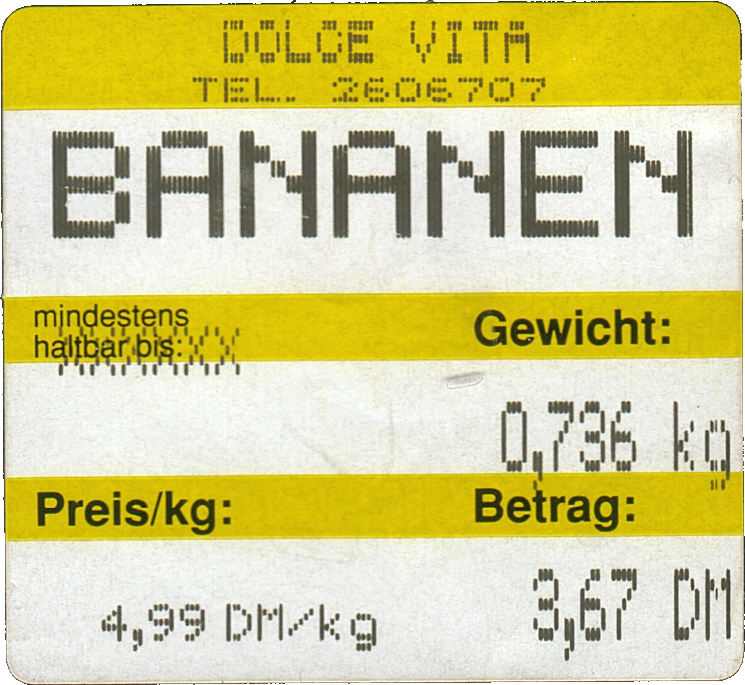 DOLCE VITA
TEL. 2606707
BANANEN
mindestens
haltbar bis:
XXXXXX
Gewicht:
0,736 kg
Preis/kg:
Betrag:
4,99 DM/kg
3,67 DM